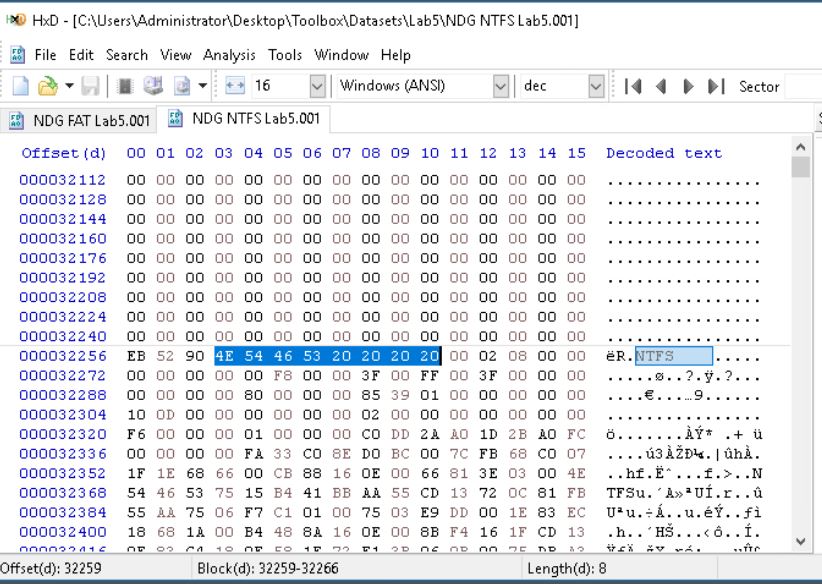 HxD - [C:\Users\Administrator\Desktop\Toolbox\Datasets\Lab5\NDG NTFS Lab5.001]
File Edit Search View Analysis Tools Window Help
16 Windows (ANSI) dec Sector
NDG FAT Lab5.001 NDG NTFS Lab5.001
Offset(d) 00 01 02 03 04 05 06 07 08 09 10 11 12 13 14 15 Decoded text
000032112 00 00 00 00 00 00 00 00 00 00 00 00 00 00 00 00 ................
000032128 00 00 00 00 00 00 00 00 00 00 00 00 00 00 00 00 ................
000032144 00 00 00 00 00 00 00 00 00 00 00 00 00 00 00 00 ................
000032160 00 00 00 00 00 00 00 00 00 00 00 00 00 00 00 00 ................
000032176 00 00 00 00 00 00 00 00 00 00 00 00 00 00 00 00 ................
000032192 00 00 00 00 00 00 00 00 00 00 00 00 00 00 00 00 ................
000032208 00 00 00 00 00 00 00 00 00 00 00 00 00 00 00 00 ................
000032224 00 00 00 00 00 00 00 00 00 00 00 00 00 00 00 00 ................
000032240 00 00 00 00 00 00 00 00 00 00 00 00 00 00 00 00 ................
000032256 EB 52 90 4E 54 46 53 20 20 20 20 00 02 08 00 00 ëR.NTFS    .....
000032272 00 00 00 00 00 F8 00 00 3F 00 FF 00 3F 00 00 00 .....ø..?.ÿ.?...
000032288 00 00 00 00 80 00 00 00 85 39 01 00 00 00 00 00 ....€...…9......
000032304 10 0D 00 00 00 00 00 00 02 00 00 00 00 00 00 00 ................
000032320 F6 00 00 00 01 00 00 00 C0 DD 2A A0 1D 2B A0 FC ö.......ÀÝ* .+ ü
000032336 00 00 00 00 FA 33 C0 8E D0 BC 00 7C FB 68 C0 07 ....ú3ÀŽÐ¼.|ûhÀ.
000032352 1F 1E 68 66 00 CB 88 16 0E 00 66 81 3E 03 00 4E ..hf.Ëˆ...f.>..N
000032368 54 46 53 75 15 B4 41 BB AA 55 CD 13 72 0C 81 FB TFSu.´A»ªUÍ.r..û
000032384 55 AA 75 06 F7 C1 01 00 75 03 E9 DD 00 1E 83 EC Uªu.÷Á..u.éÝ..ƒì
000032400 18 68 1A 00 B4 48 8A 16 0E 00 8B F4 16 1F CD 13 .h..´HŠ...‹ô..Í.
Offset(d): 32259 Block(d): 32259-32266 Length(d): 8